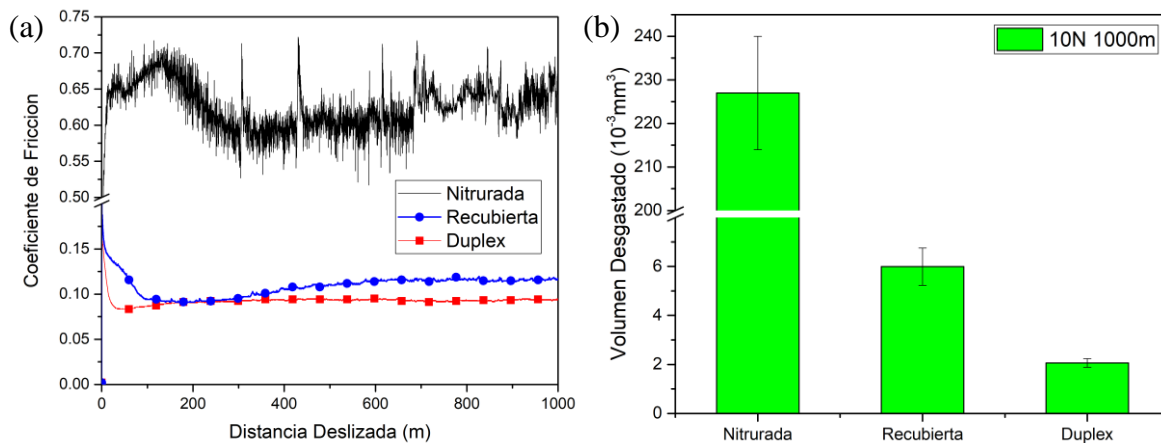 (a)
0.75
0.70
0.65
0.60
0.55
0.50
0.15
0.10
0.05
0.00
Coeficiente de Friccion
Nitrurada
Recubierta
Duplex
0
200
400
600
800
1000
Distancia Deslizada (m)
(b)
240
230
220
210
200
6
4
2
0
Volumen Desgastado (10⁻³mm³)
10N 1000m
Nitrurada
Recubierta
Duplex